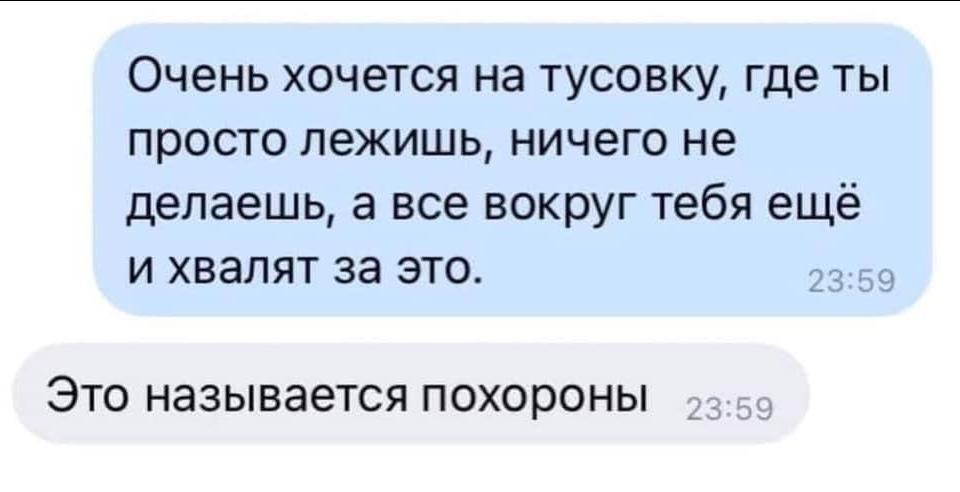 Очень хочется на тусовку, где ты
просто лежишь, ничего не
делаешь, а все вокруг тебя ещё
и хвалят за это. 23:59
Это называется похороны 23:59